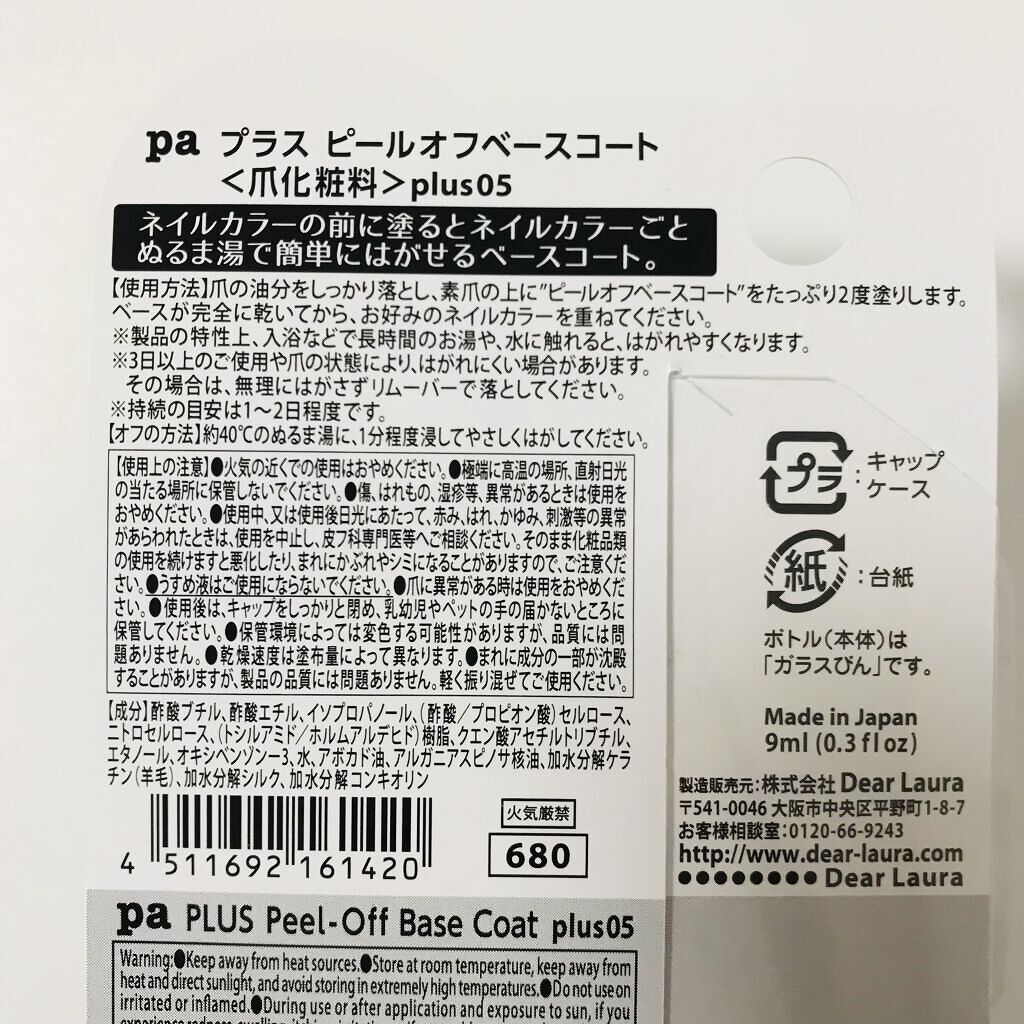 pa プラス ピールオフベースコート
＜爪化粧料＞plus05
ネイルカラーの前に塗るとネイルカラーごと
ぬるま湯で簡単にはがせるベースコート。
【使用方法】爪の油分をしっかり落とし、素爪の上に"ピールオフベースコート"をたっぷり2度塗りします。
ベースが完全に乾いてから、お好みのネイルカラーを重ねてください。
※製品の特性上、入浴などで長時間のお湯や、水に触れると、はがれやすくなります。
※3日以上のご使用や爪の状態により、はがれにくい場合があります。
その場合は、無理にはがさずリムーバーで落としてください。
※持続の目安は1～2日程度です。
【オフの方法】約40℃のぬるま湯に、1分程度浸してやさしくはがしてください。
【使用上の注意】●火気の近くでの使用はおやめください。●極端に高温の場所、直射日光
の当たる場所に保管しないでください。●傷、はれもの、湿疹等、異常があるときは使用を
おやめください。●使用中、又は使用後日光にあたって、赤み、はれ、かゆみ、刺激等の異常
があらわれたときは、使用を中止し、皮フ科専門医等へご相談ください。そのまま化粧品類
の使用を続けますと悪化したり、まれにかぶれやシミになることがありますので、ご注意くだ
さい。●うすめ液はご使用にならないでください。●爪に異常がある時は使用をおやめくだ
さい。●使用後は、キャップをしっかりと閉め、乳幼児やペットの手の届かないところに
保管してください。●保管環境によっては変色する可能性がありますが、品質には問
題ありません。●乾燥速度は塗布量によって異なります。●まれに成分の一部が沈殿
することがありますが、製品の品質には問題ありません。軽く振り混ぜてご使用ください。
【成分】酢酸ブチル、酢酸エチル、イソプロパノール、（酢酸／プロピオン酸）セルロース、
ニトロセルロース、（トシルアミド／ホルムアルデヒド）樹脂、クエン酸アセチルトリブチル、
エタノール、オキシベンゾン－3、水、アボカド油、アルガニアスピノサ核油、加水分解ケラ
チン（羊毛）、加水分解シルク、加水分解コンキオリン
4 511692 161420
火気厳禁
680
プラ：キャップ
ケース
紙：台紙
ボトル（本体）は
「ガラスびん」です。
Made in Japan
9ml (0.3 fl oz)
製造販売元：株式会社 Dear Laura
〒541-0046 大阪市中央区平野町1-8-7
お客様相談室：0120-66-9243
http://www.dear-laura.com
●●●●●●●●● Dear Laura
pa PLUS Peel-Off Base Coat plus05
Warning:●Keep away from heat sources.●Store at room temperature, keep away from
heat and direct sunlight, and avoid storing in extremely high temperatures.●Do not use on
irritated or inflamed.●During use or after application and exposure to sun, if you